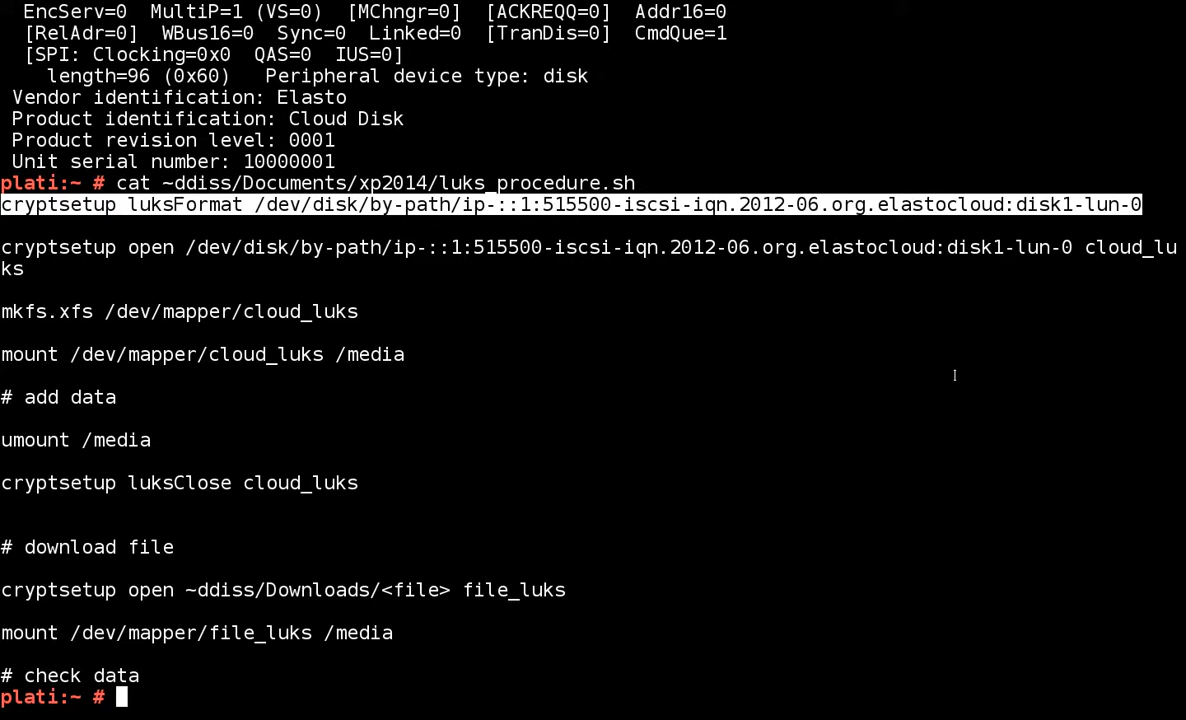 EncServ=0  MultiP=1 (VS=0)  [MChngr=0]  [ACKREQQ=0]  Addr16=0
[RelAdr=0]  WBus16=0  Sync=0  Linked=0  [TranDis=0]  CmdQue=1
[SPI: Clocking=0x0  QAS=0  IUS=0]
length=96 (0x60)   Peripheral device type: disk
Vendor identification: Elasto
Product identification: Cloud Disk
Product revision level: 0001
Unit serial number: 10000001
plati:~ # cat ~ddiss/Documents/xp2014/luks_procedure.sh
cryptsetup luksFormat /dev/disk/by-path/ip-::1:515500-iscsi-iqn.2012-06.org.elastocloud:disk1-lun-0
cryptsetup open /dev/disk/by-path/ip-::1:515500-iscsi-iqn.2012-06.org.elastocloud:disk1-lun-0 cloud_lu
ks
mkfs.xfs /dev/mapper/cloud_luks
mount /dev/mapper/cloud_luks /media
# add data
umount /media
cryptsetup luksClose cloud_luks
# download file
cryptsetup open ~ddiss/Downloads/<file> file_luks
mount /dev/mapper/file_luks /media
# check data
plati:~ #